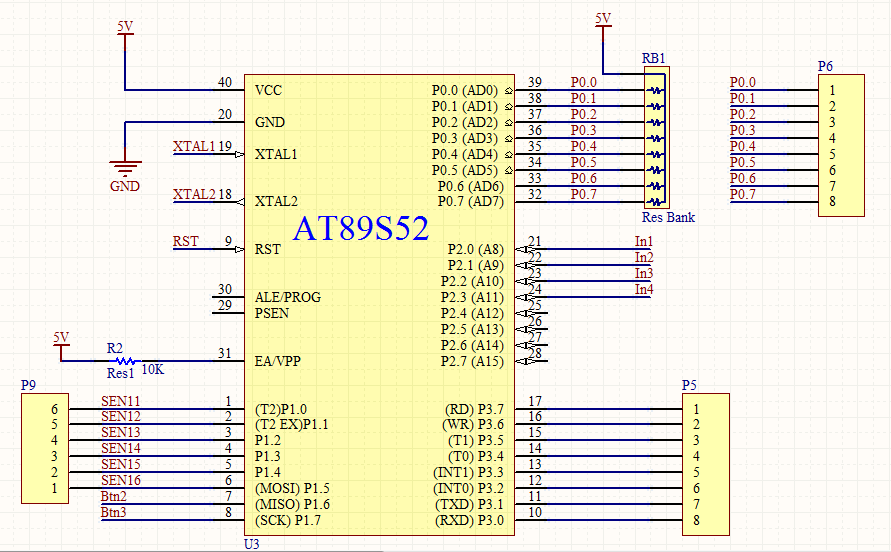 5V
5V
RB1
P6
40
VCC
P0.0 (AD0)
39
P0.0
P0.0
1
P0.1 (AD1)
38
P0.1
P0.1
2
20
GND
P0.2 (AD2)
37
P0.2
P0.2
3
P0.3 (AD3)
36
P0.3
P0.3
4
XTAL1
19
XTAL1
P0.4 (AD4)
35
P0.4
P0.4
5
P0.5 (AD5)
34
P0.5
P0.5
6
GND
P0.6 (AD6)
33
P0.6
P0.6
7
XTAL2
18
XTAL2
P0.7 (AD7)
32
P0.7
P0.7
8
Res Bank
AT89S52
RST
9
RST
P2.0 (A8)
21
In1
P2.1 (A9)
22
In2
P2.2 (A10)
23
In3
30
ALE/PROG
P2.3 (A11)
24
In4
29
PSEN
P2.4 (A12)
25
P2.5 (A13)
26
P2.6 (A14)
27
5V
R2
Res1
10K
31
EA/VPP
P2.7 (A15)
28
P9
P5
6
SEN11
1
(T2)P1.0
(RD) P3.7
17
1
5
SEN12
2
(T2 EX)P1.1
(WR) P3.6
16
2
4
SEN13
3
P1.2
(T1) P3.5
15
3
3
SEN14
4
P1.3
(T0) P3.4
14
4
2
SEN15
5
P1.4
(INT1) P3.3
13
5
1
SEN16
6
(MOSI) P1.5
(INT0) P3.2
12
6
Btn2
7
(MISO) P1.6
(TXD) P3.1
11
7
Btn3
8
(SCK) P1.7
(RXD) P3.0
10
8
U3